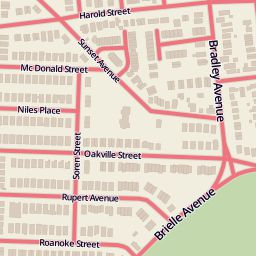 Harold Street
Sunset Avenue
Bradley Avenue
Mc Donald Street
Niles Place
Soren Street
Oakville Street
Rupert Avenue
Brielle Avenue
Roanoke Street